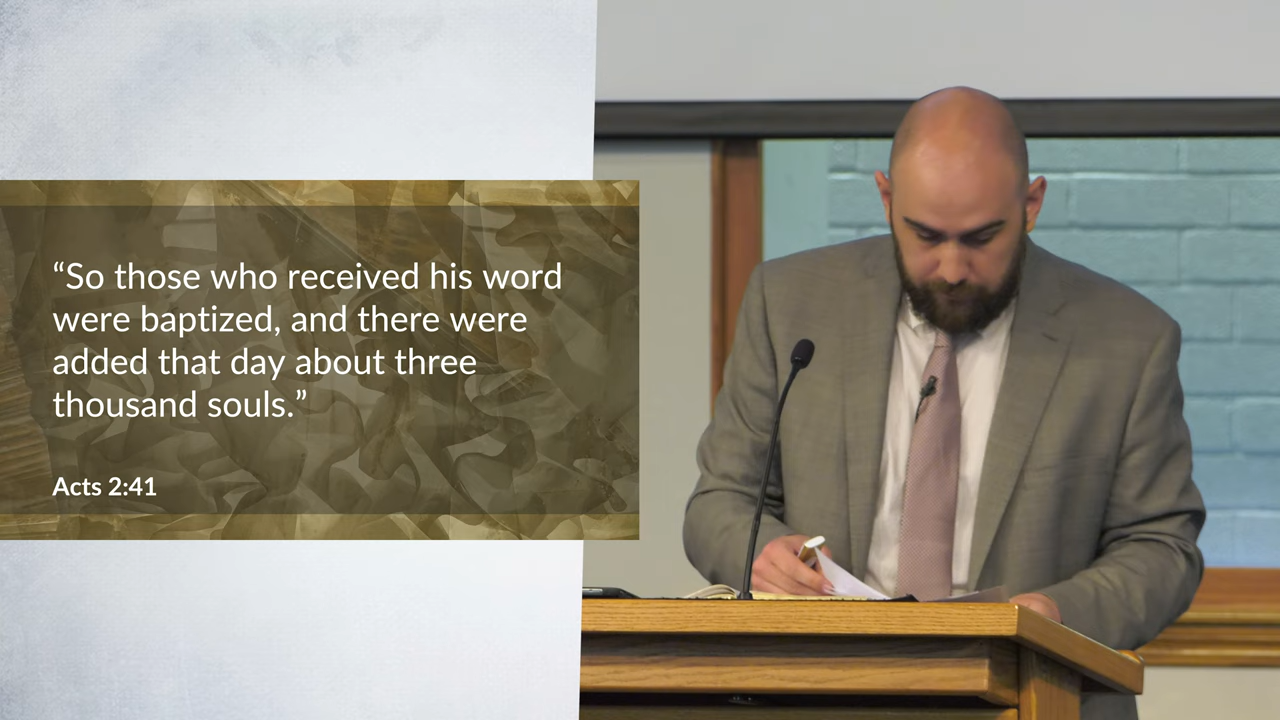 “So those who received his word
were baptized, and there were
added that day about three
thousand souls.”
Acts 2:41